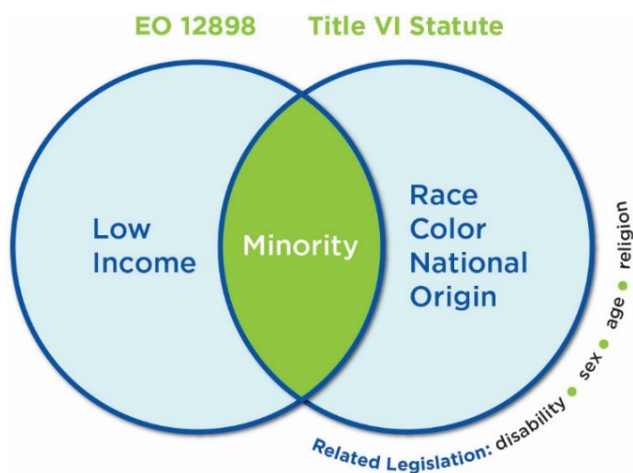 EO 12898
Title VI Statute
Low
Income
Minority
Race
Color
National
Origin
Related Legislation: disability • sex • age • religion